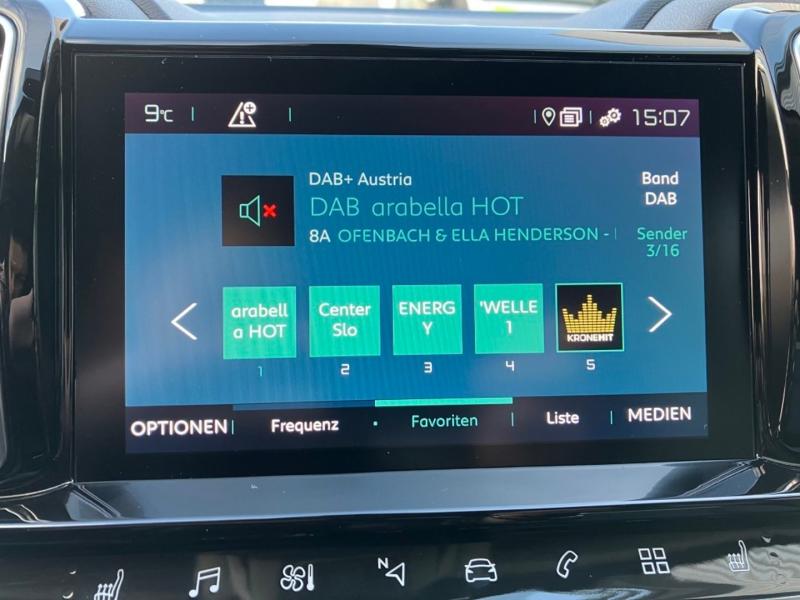 9°C 15:07
DAB+ Austria
Band
DAB
DAB arabella HOT
8A OFENBACH & ELLA HENDERSON -
Sender
3/16
arabell
a HOT
Center
Slo
ENERG
Y
'WELLE
1
KRONEHIT
1 2 3 4 5
OPTIONEN Frequenz Favoriten Liste MEDIEN
N